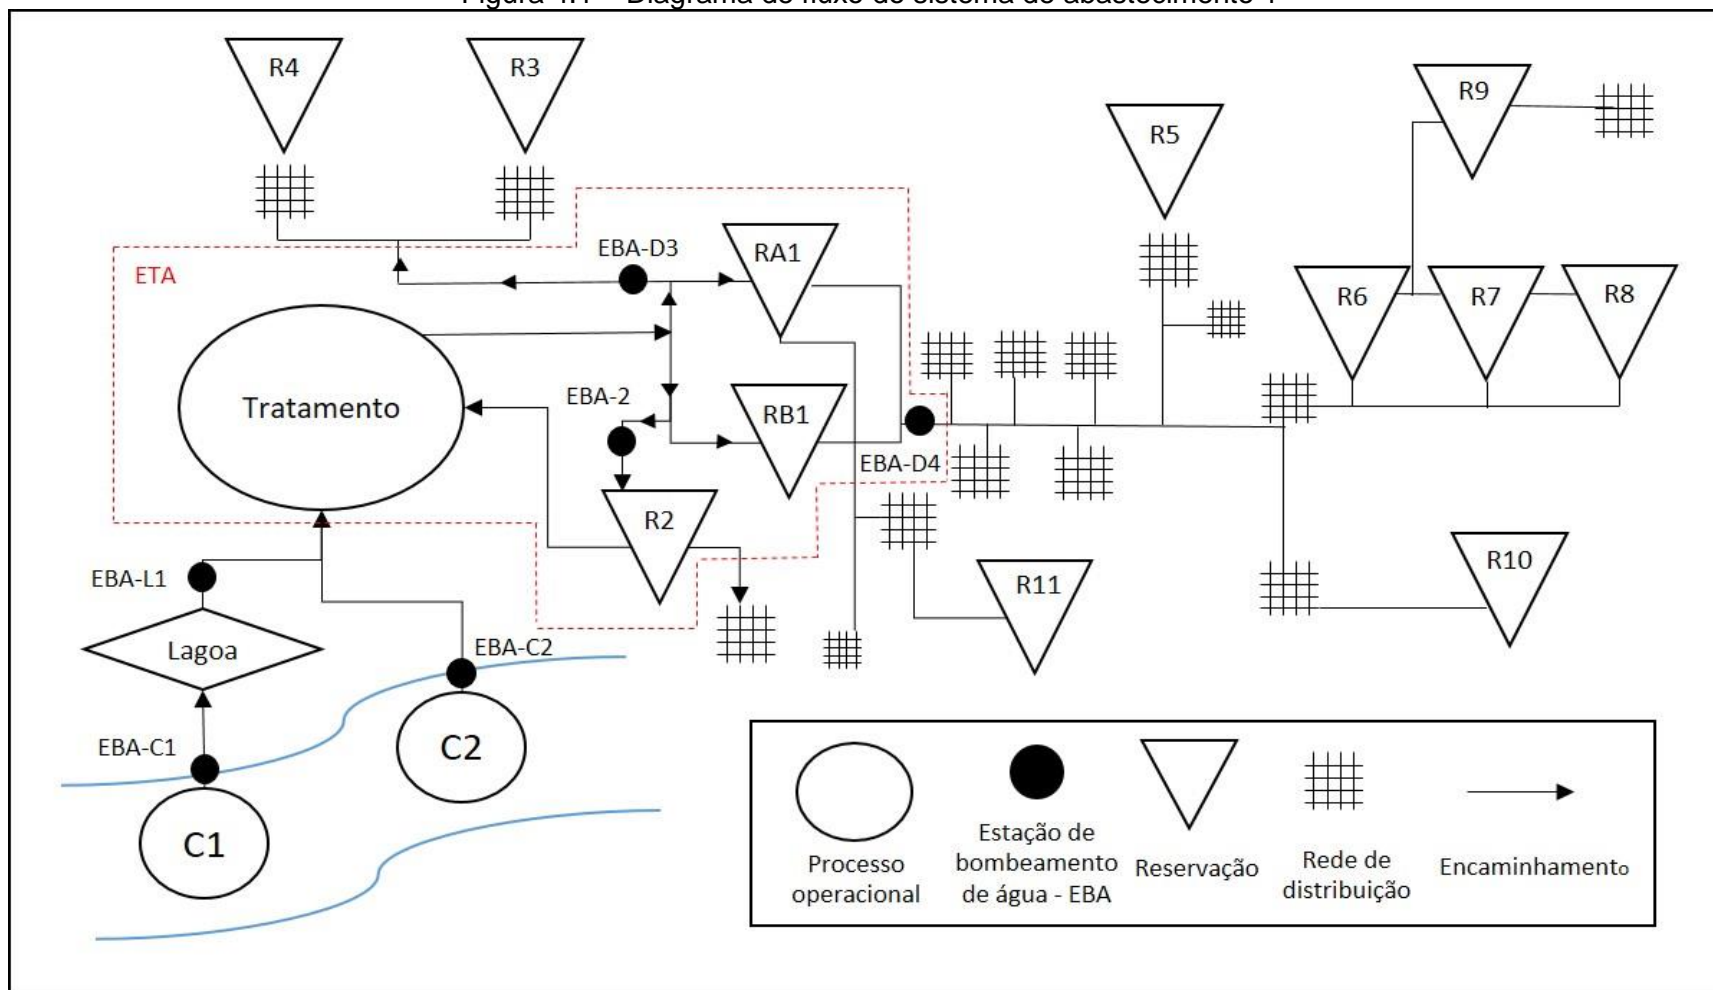 Figura 4.1 – Diagrama de fluxo do sistema de abastecimento 1
R4
R3
R9
R5
EBA-D3
RA1
ETA
R6
R7
R8
Tratamento
EBA-2
RB1
EBA-D4
R2
R10
EBA-L1
R11
Lagoa
EBA-C2
EBA-C1
C2
C1
Processo
operacional
Estação de
bombeamento
de água - EBA
Reservação
Rede de
distribuição
Encaminhamento